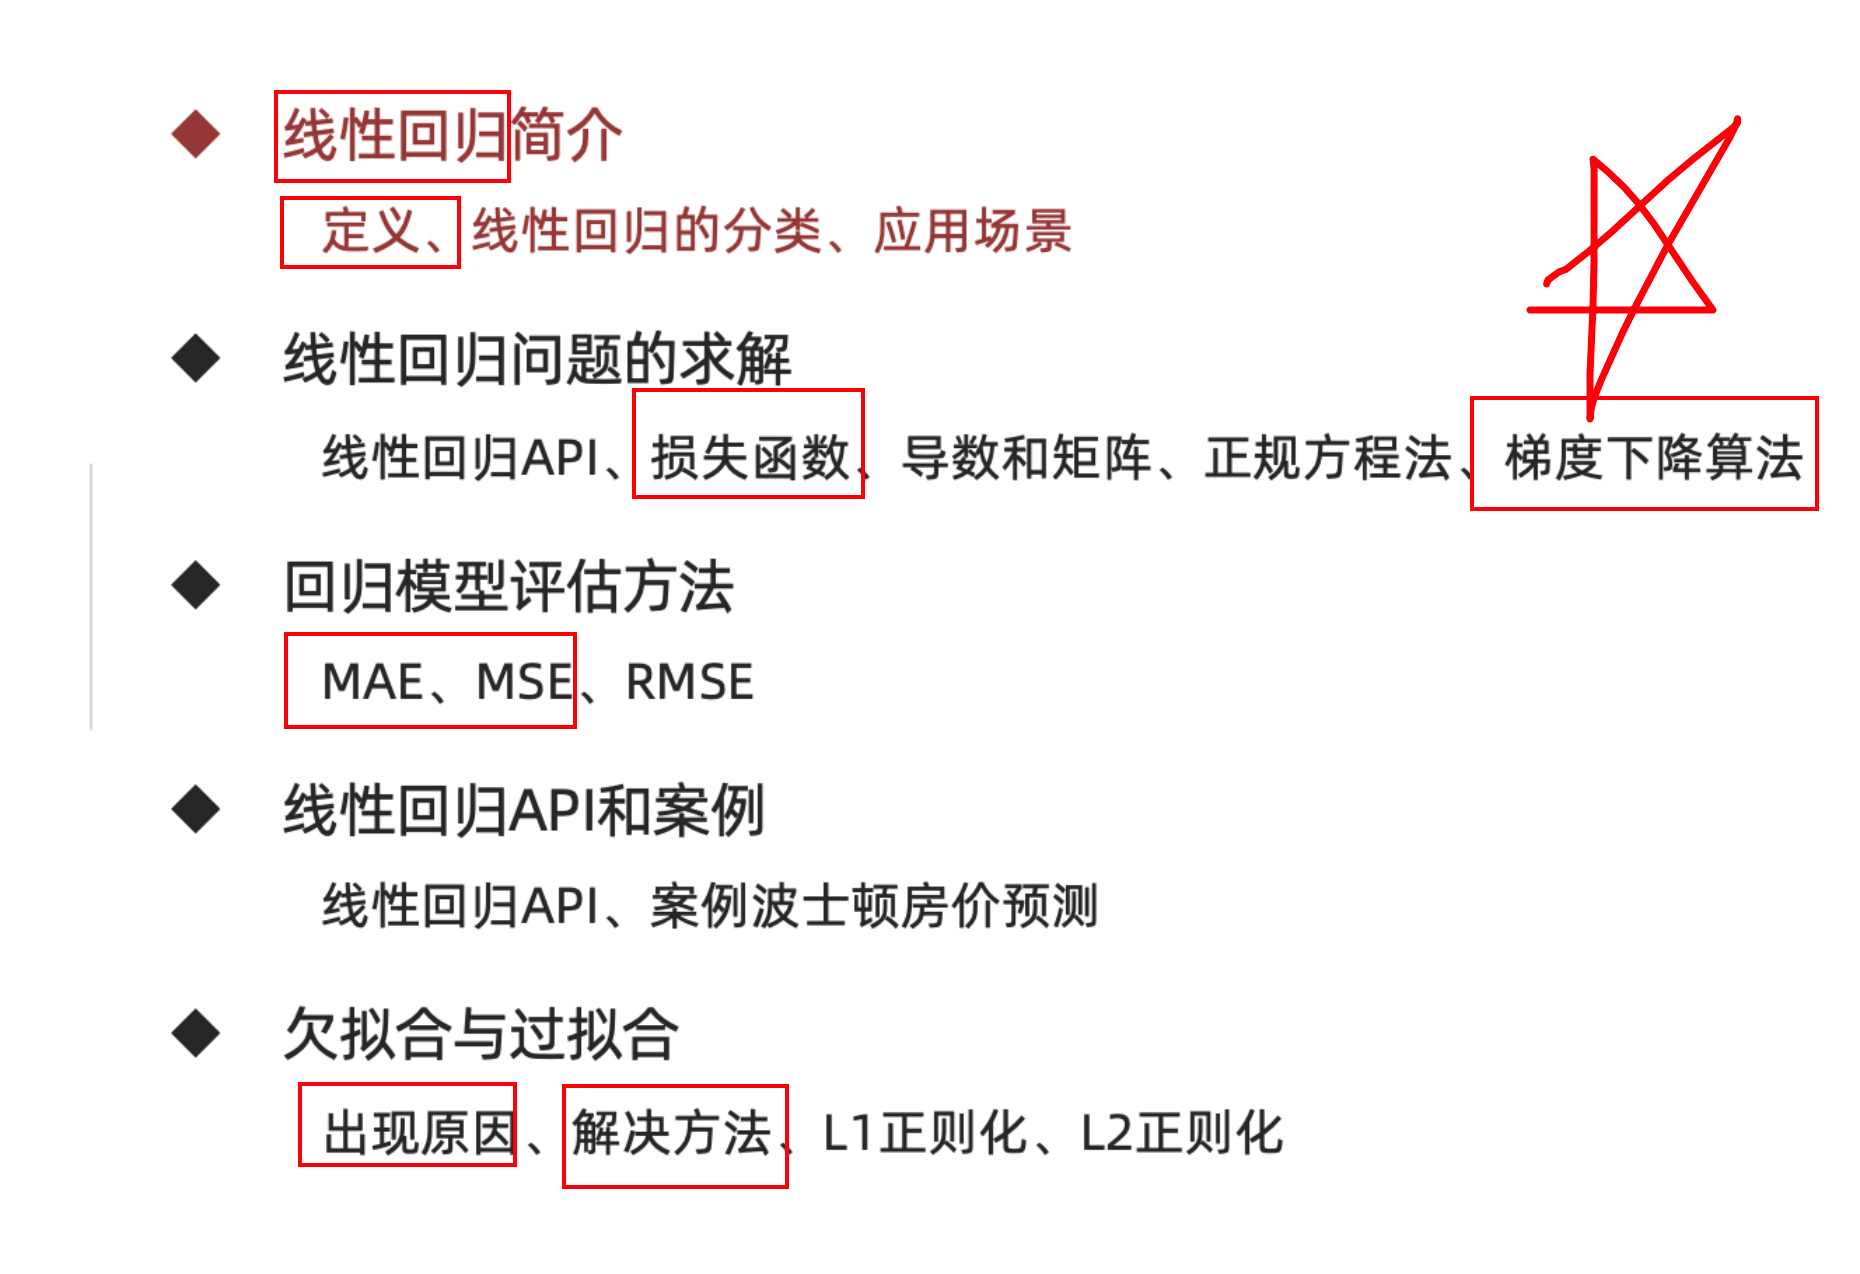 线性回归简介
定义、线性回归的分类、应用场景
线性回归问题的求解
线性回归API、损失函数、导数和矩阵、正规方程法、梯度下降算法
回归模型评估方法
MAE、MSE、RMSE
线性回归API和案例
线性回归API、案例波士顿房价预测
欠拟合与过拟合
出现原因、解决方法、L1正则化、L2正则化